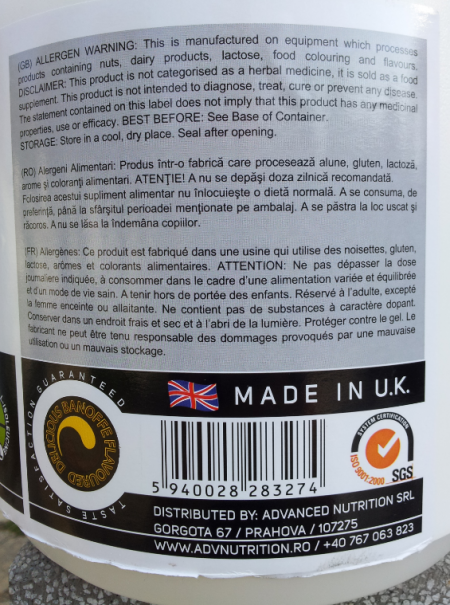 (GB) ALLERGEN WARNING: This is manufactured on equipment which processes
products containing nuts, dairy products, lactose, food colouring and flavours.
DISCLAIMER: This product is not categorised as a herbal medicine, it is sold as a food
supplement. This product is not intended to diagnose, treat, cure or prevent any disease.
The statement contained on this label does not imply that this product has any medicinal
properties, use or efficacy. BEST BEFORE: See Base of Container.
STORAGE: Store in a cool, dry place. Seal after opening.
(RO) Alergeni Alimentari: Produs într-o fabrică care procesează alune, gluten, lactoză,
arome și coloranți alimentari. ATENȚIE! A nu se depăși doza zilnică recomandată.
Folosirea acestui supliment alimentar nu înlocuiește o dietă normală. A se consuma, de
preferință, până la sfârșitul perioadei menționate pe ambalaj. A se păstra la loc uscat și
răcoros. A nu se lăsa la îndemâna copiilor.
(FR) Allergènes: Ce produit est fabriqué dans une usine qui utilise des noisettes, gluten,
lactose, arômes et colorants alimentaires. ATTENTION: Ne pas dépasser la dose
journaliere indiquée, à consommer dans le cadre d'une alimentation variée et équilibrée
et d'un mode de vie sain. A tenir hors de portée des enfants. Réservé à l'adulte, excepté
la femme enceinte ou allaitante. Ne contient pas de substances à caractère dopant.
Conserver dans un endroit frais et sec et à l'abri de la lumière. Protéger contre le gel. Le
fabricant ne peut être tenu responsable des dommages provoqués par une mauvaise
utilisation ou un mauvais stockage.
TASTE SATISFACTION GUARANTEED
DELICIOUS BANOFFE FLAVOURED
MADE IN U.K.
SYSTEM CERTIFICATION
ISO 9001:2000
SGS
5 940028 283274
DISTRIBUTED BY: ADVANCED NUTRITION SRL
GORGOTA 67 / PRAHOVA / 107275
WWW.ADVNUTRITION.RO / +40 767 063 823